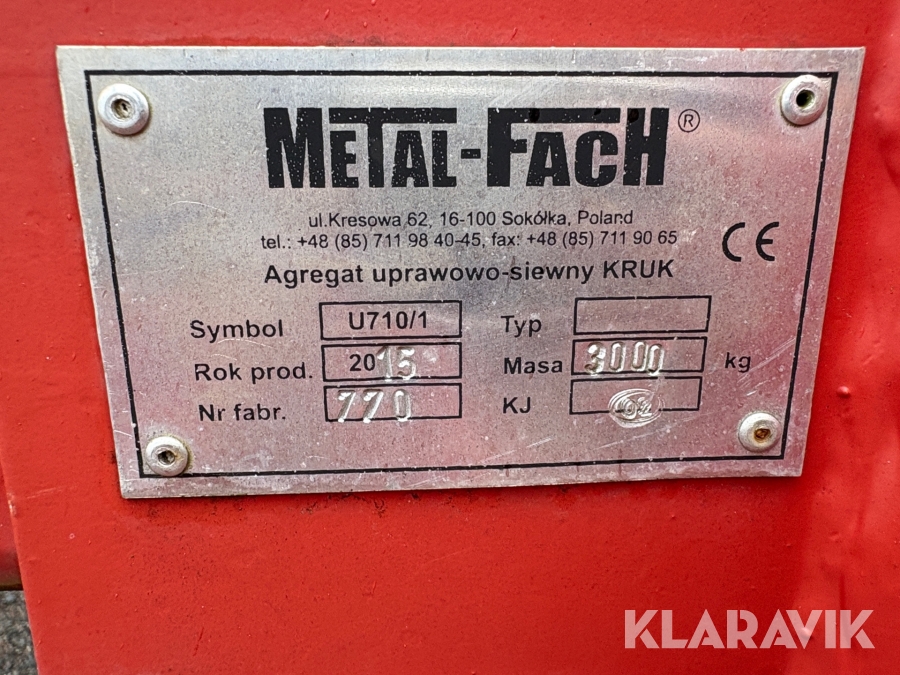 METAL-FACH®
ul.Kresowa 62, 16-100 Sokółka, Poland
tel.: +48 (85) 711 98 40-45, fax: +48 (85) 711 90 65
CE
Agregat uprawowo-siewny KRUK
Symbol U710/1 Typ
Rok prod. 2015 Masa 3000 kg
Nr fabr. 770 KJ 02
KLARAVIK